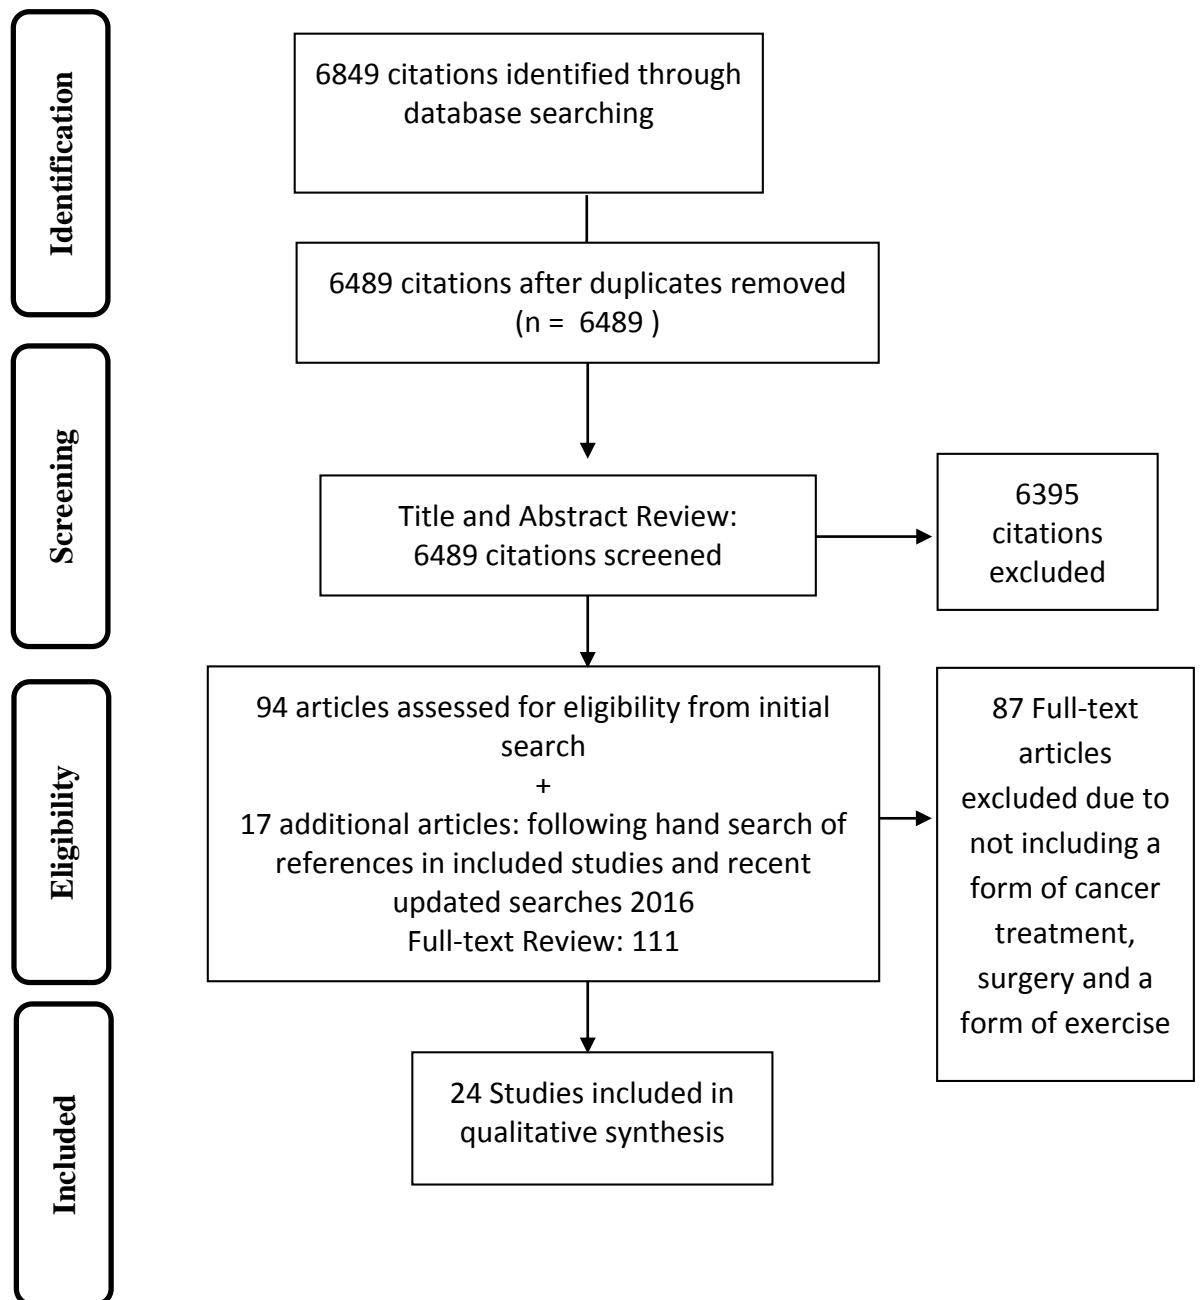 Identification
6849 citations identified through
database searching
6489 citations after duplicates removed
(n = 6489 )
Screening
Title and Abstract Review:
6489 citations screened
6395
citations
excluded
Eligibility
94 articles assessed for eligibility from initial
search
+
17 additional articles: following hand search of
references in included studies and recent
updated searches 2016
Full-text Review: 111
87 Full-text
articles
excluded due to
not including a
form of cancer
treatment,
surgery and a
form of exercise
Included
24 Studies included in
qualitative synthesis